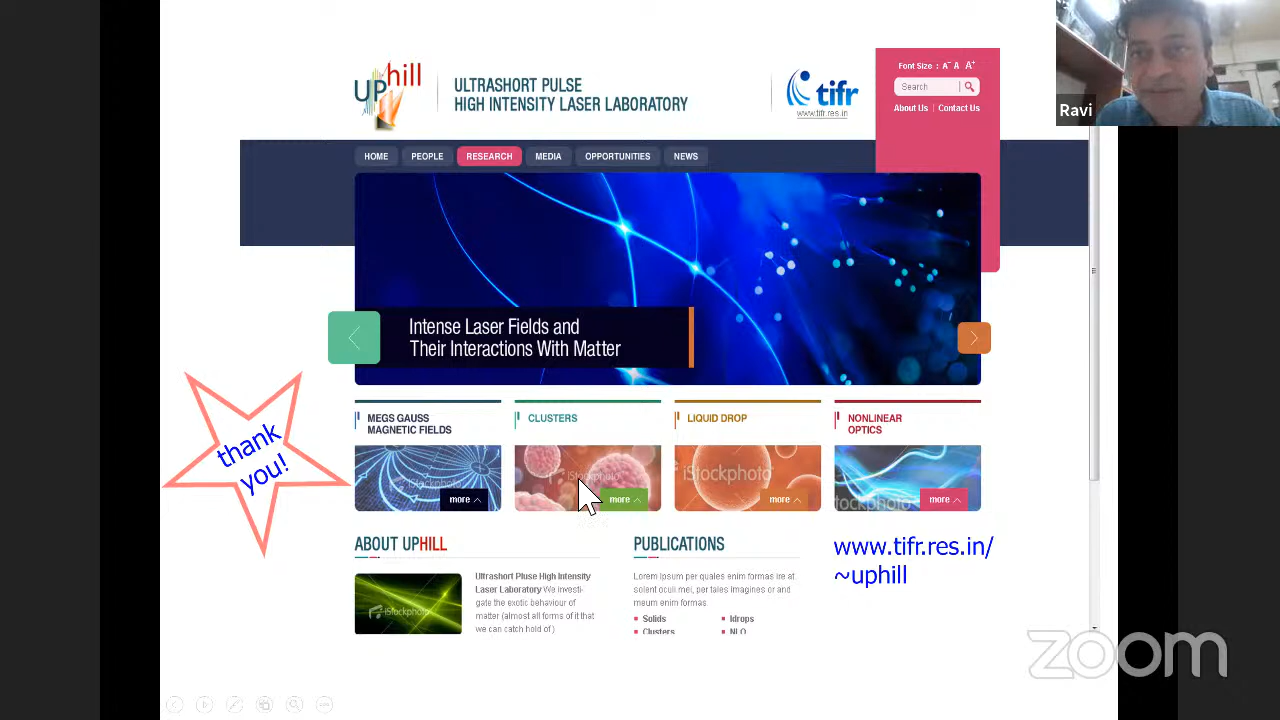 UPhill
ULTRASHORT PULSE
HIGH INTENSITY LASER LABORATORY
tifr
www.tifr.res.in
Font Size : A- A A+
Search
About Us | Contact Us
Ravi
HOME PEOPLE RESEARCH MEDIA OPPORTUNITIES NEWS
Intense Laser Fields and
Their Interactions With Matter
thank
you!
MEGS GAUSS
MAGNETIC FIELDS
more
CLUSTERS
iStockphoto
more
LIQUID DROP
iStockphoto
more
NONLINEAR
OPTICS
stockphoto
more
ABOUT UPHILL
iStockphoto
Ultrashort Pluse High Intensity
Laser Laboratory We investi-
gate the exotic behaviour of
matter (almost all forms of it that
we can catch hold of )
PUBLICATIONS
Lorem Ipsum per quales enim formas ire at
solent oculi mei, per tales imagines or and
meum enim formas
Solids
Idrops
Clusters
NLO
www.tifr.res.in/
~uphill
zoom